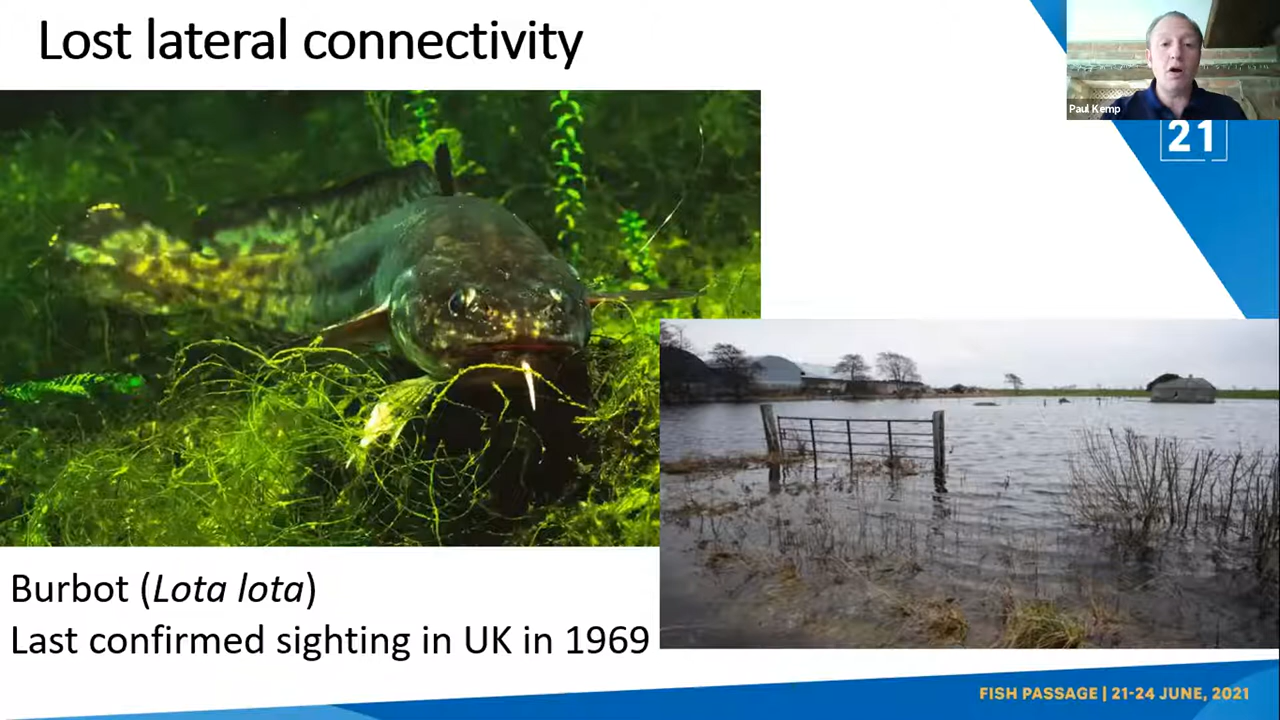 Lost lateral connectivity
Paul Kemp
21
Burbot (Lota lota)
Last confirmed sighting in UK in 1969
FISH PASSAGE | 21-24 JUNE, 2021